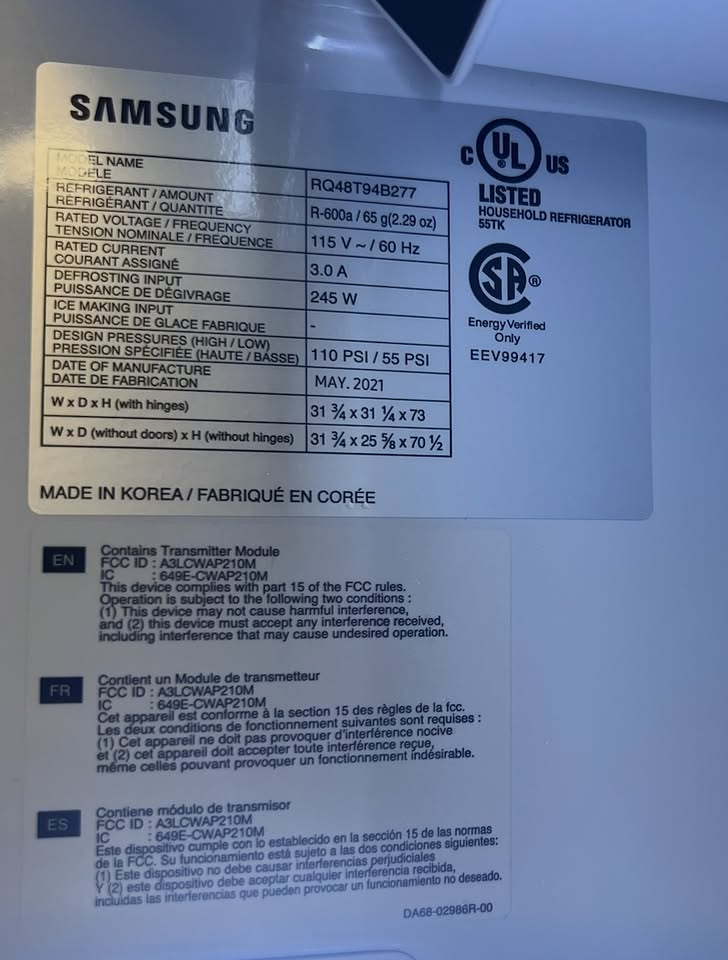 SAMSUNG
MODEL NAME
MODÈLE
RQ48T94B277
REFRIGERANT / AMOUNT
RÉFRIGÉRANT / QUANTITE
R-600a / 65 g(2.29 oz)
RATED VOLTAGE / FREQUENCY
TENSION NOMINALE / FREQUENCE
115 V ~ / 60 Hz
RATED CURRENT
COURANT ASSIGNÉ
3.0 A
DEFROSTING INPUT
PUISSANCE DE DÉGIVRAGE
245 W
ICE MAKING INPUT
PUISSANCE DE GLACE FABRIQUE
-
DESIGN PRESSURES (HIGH / LOW)
PRESSION SPÉCIFIÉE (HAUTE / BASSE)
110 PSI / 55 PSI
DATE OF MANUFACTURE
DATE DE FABRICATION
MAY. 2021
W x D x H (with hinges)
31 ¾ x 31 ¼ x 73
W x D (without doors) x H (without hinges)
31 ¾ x 25 ⅝ x 70 ½
MADE IN KOREA / FABRIQUÉ EN CORÉE
C UL US
LISTED
HOUSEHOLD REFRIGERATOR
55TK
SA ®
Energy Verified
Only
EEV99417
EN
Contains Transmitter Module
FCC ID : A3LCWAP210M
IC : 649E-CWAP210M
This device complies with part 15 of the FCC rules.
Operation is subject to the following two conditions :
(1) This device may not cause harmful interference,
and (2) this device must accept any interference received,
including interference that may cause undesired operation.
FR
Contient un Module de transmetteur
FCC ID : A3LCWAP210M
IC : 649E-CWAP210M
Cet appareil est conforme à la section 15 des règles de la fcc.
Les deux conditions de fonctionnement suivantes sont requises :
(1) Cet appareil ne doit pas provoquer d'interférence nocive
et (2) cet appareil doit accepter toute interférence reçue,
même celles pouvant provoquer un fonctionnement indésirable.
ES
Contiene módulo de transmisor
FCC ID : A3LCWAP210M
IC : 649E-CWAP210M
Este dispositivo cumple con lo establecido en la sección 15 de las normas
de la FCC. Su funcionamiento está sujeto a las dos condiciones siguientes:
(1) Este dispositivo no debe causar interferencias perjudiciales
Y (2) este dispositivo debe aceptar cualquier interferencia recibida,
incluidas las interferencias que pueden provocar un funcionamiento no deseado.
DA68-02986R-00